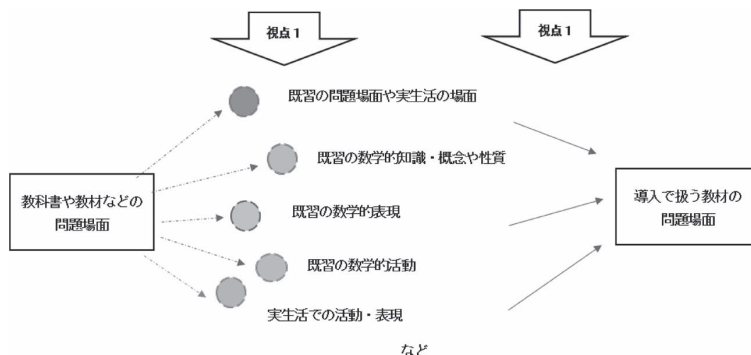 視点1
視点1
既習の問題場面や実生活の場面
既習の数学的知識・概念や性質
教科書や教材などの
問題場面
既習の数学的表現
導入で扱う教材の
問題場面
既習の数学的活動
実生活での活動・表現
など